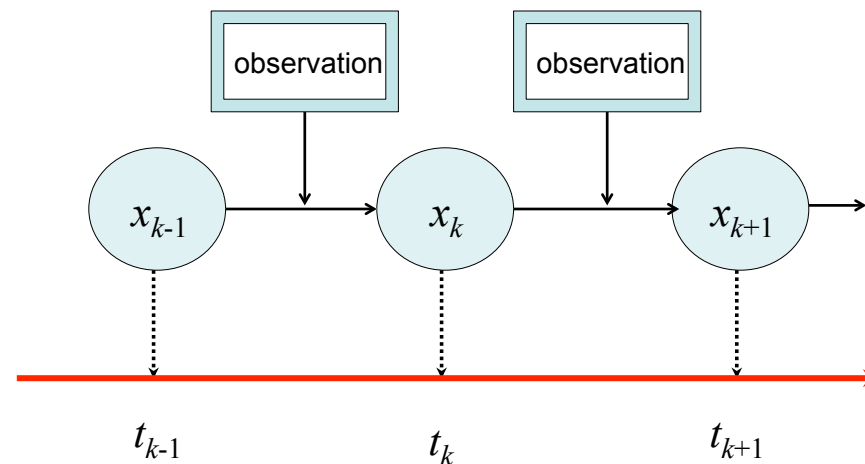 observation observation
x_{k-1} x_k x_{k+1}
t_{k-1} t_k t_{k+1}